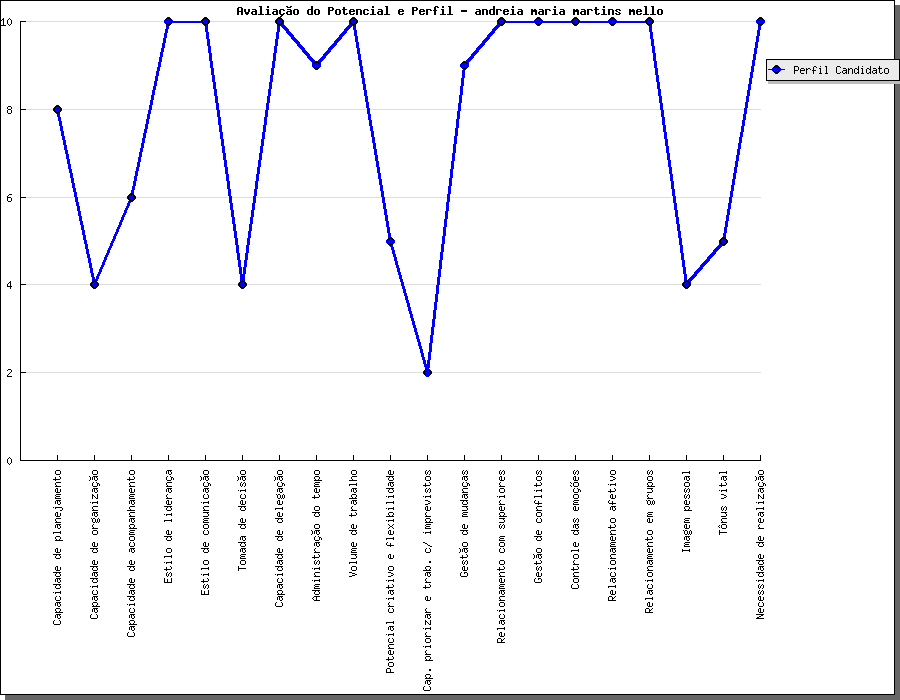 Avaliação do Potencial e Perfil - andreia maria martins mello
10
8
6
4
2
0
Perfil Candidato
Capacidade de planejamento
Capacidade de organização
Capacidade de acompanhamento
Estilo de liderança
Estilo de comunicação
Tomada de decisão
Capacidade de delegação
Administração do tempo
Volume de trabalho
Potencial criativo e flexibilidade
Cap. priorizar e trab. c/ imprevistos
Gestão de mudanças
Relacionamento com superiores
Gestão de conflitos
Controle das emoções
Relacionamento afetivo
Relacionamento em grupos
Imagem pessoal
Tônus vital
Necessidade de realização